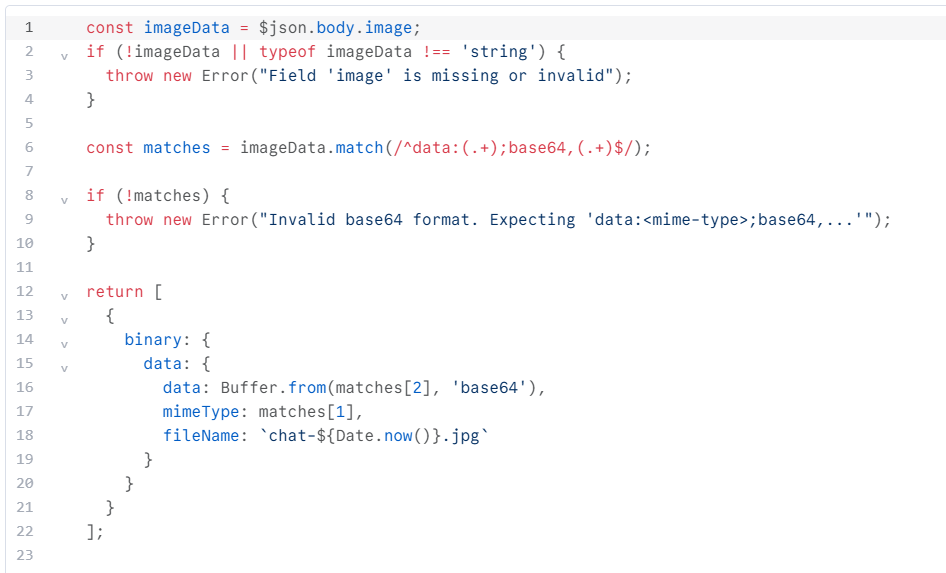 1 const imageData = $json.body.image;
2 if (!imageData || typeof imageData !== 'string') {
3 throw new Error("Field 'image' is missing or invalid");
4 }
5
6 const matches = imageData.match(/^data:(.+);base64,(.+)$/);
7
8 if (!matches) {
9 throw new Error("Invalid base64 format. Expecting 'data:<mime-type>;base64,...'");
10 }
11
12 return [
13 {
14 binary: {
15 data: {
16 data: Buffer.from(matches[2], 'base64'),
17 mimeType: matches[1],
18 fileName: `chat-${Date.now()}.jpg`
19 }
20 }
21 }
22 ];
23